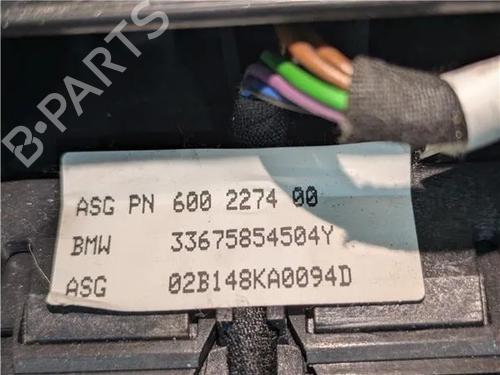 B-PARTS
ASG PN 600 2274 00
BMW 33675854504Y
ASG 02B148KA0094D